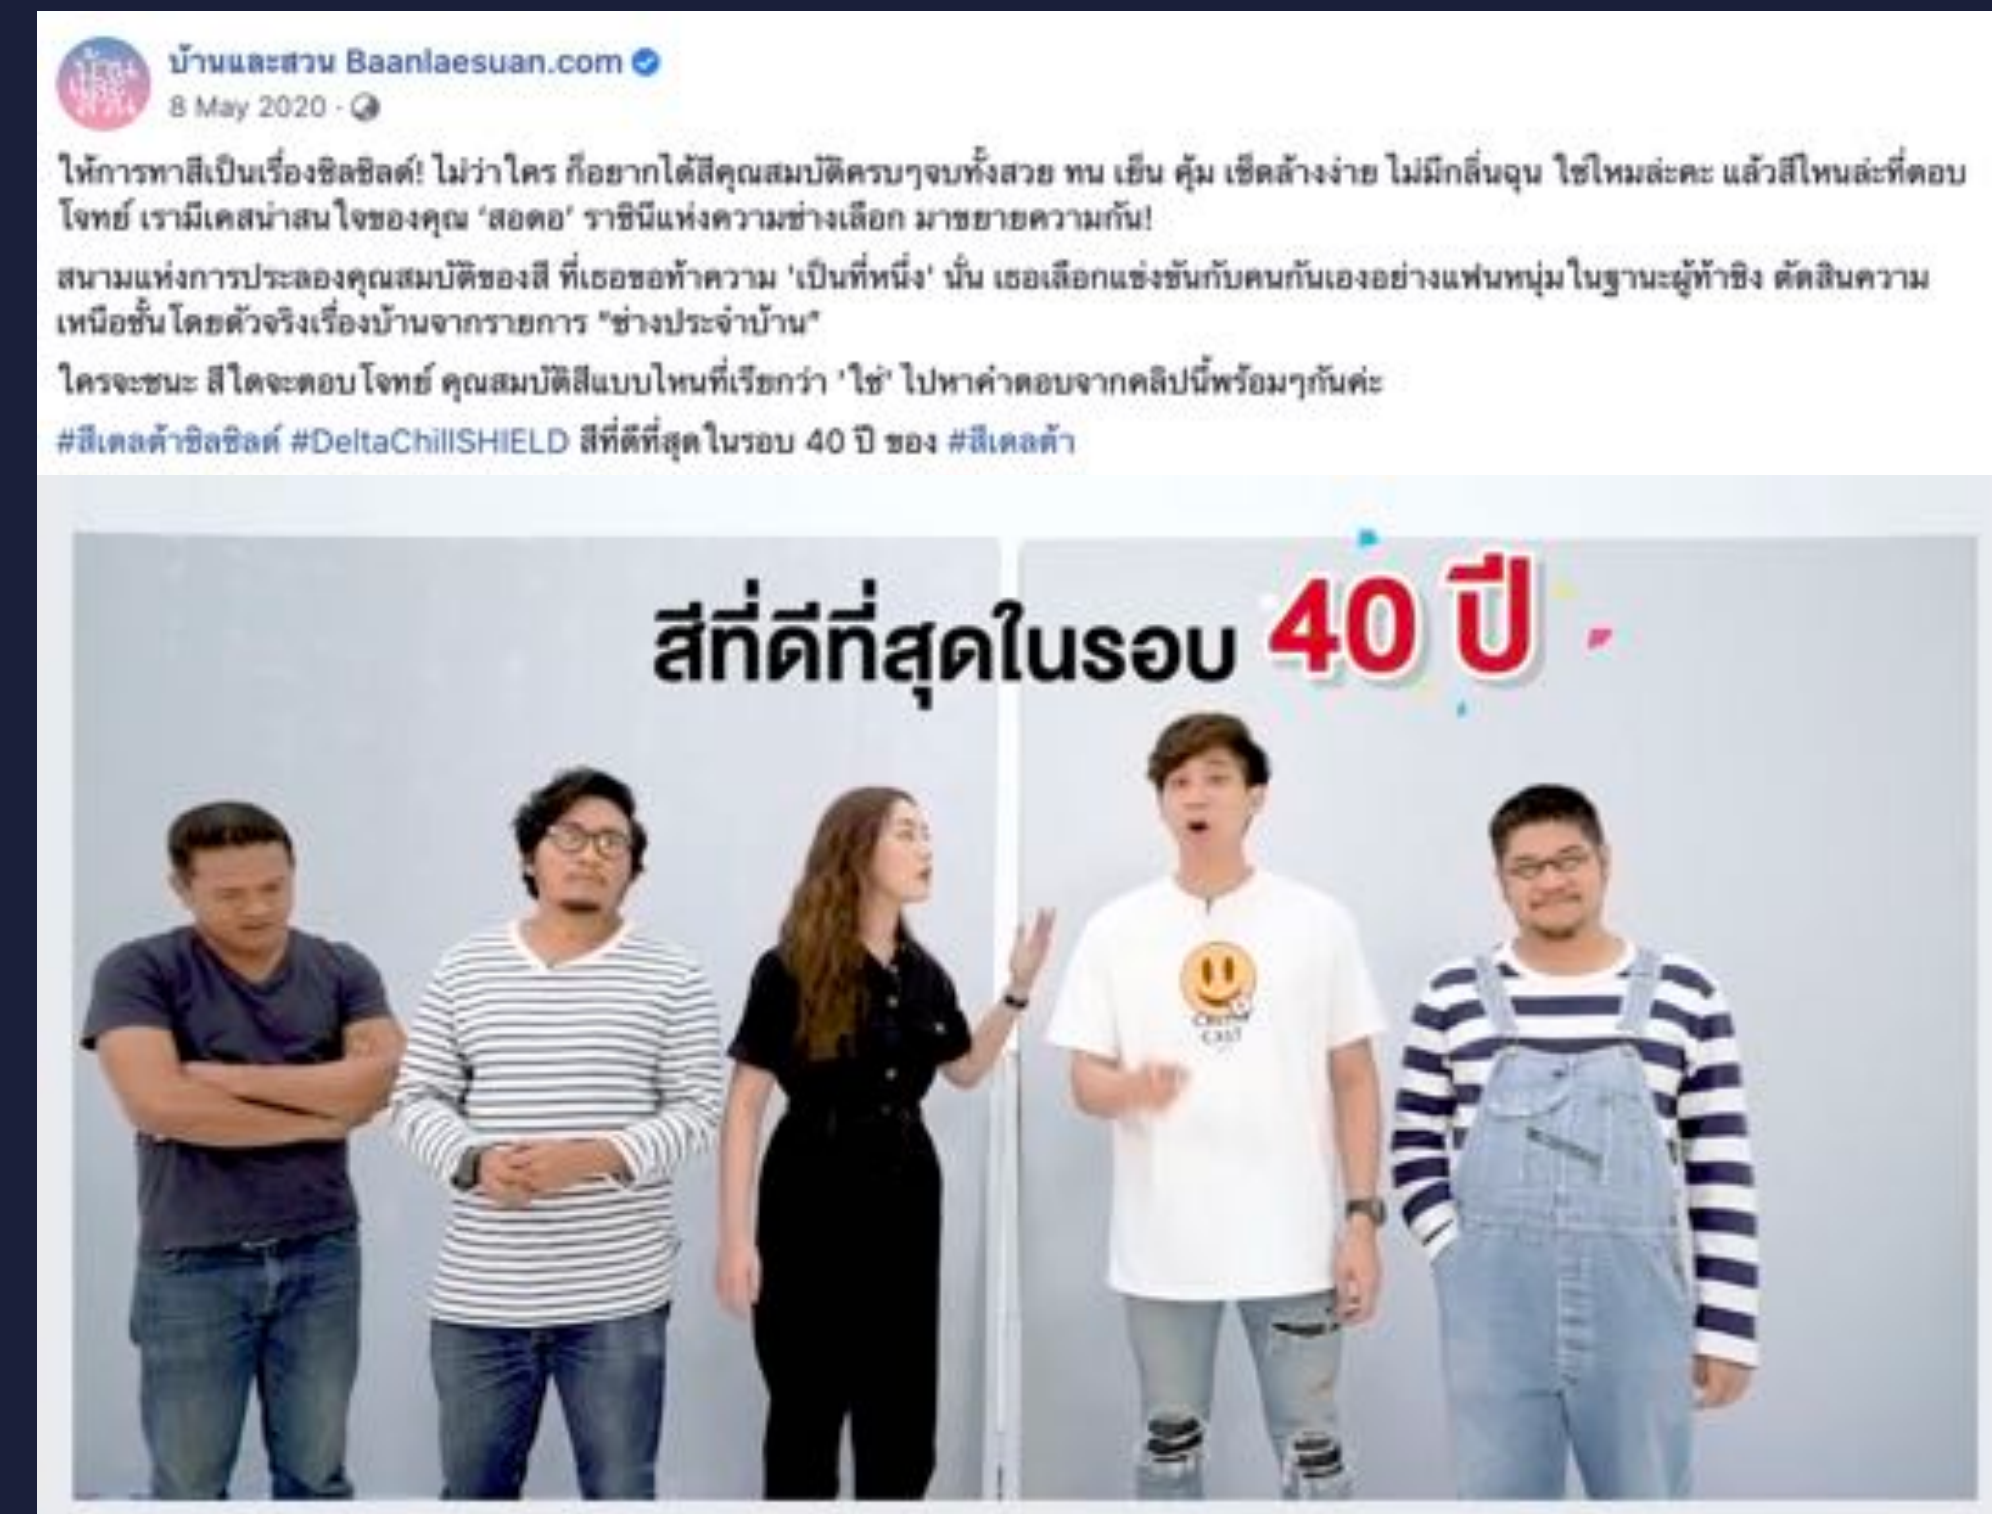 บ้านและสวน Baanlaesuan.com
8 May 2020 ·
ให้การทาสีเป็นเรื่องชิลชิลด์! ไม่ว่าใคร ก็อยากได้สีคุณสมบัติครบๆจบทั้งสวย ทน เย็น คุ้ม เช็ดล้างง่าย ไม่มีกลิ่นฉุน ใช่ไหมล่ะคะ แล้วสีไหนล่ะที่ตอบ
โจทย์ เรามีเคสน่าสนใจของคุณ ‘สอดอ’ ราชินีแห่งความช่างเลือก มาขยายความกัน!
สนามแห่งการประลองคุณสมบัติของสี ที่เธอขอท้าความ 'เป็นที่หนึ่ง' นั่น เธอเลือกแข่งขันกับคนกันเองอย่างแฟนหนุ่มในฐานะผู้ท้าชิง ตัดสินความ
เหนือชั้นโดยตัวจริงเรื่องบ้านจากรายการ "ช่างประจำบ้าน"
ใครจะชนะ สีใดจะตอบโจทย์ คุณสมบัติสีแบบไหนที่เรียกว่า 'ใช่' ไปหาคำตอบจากคลิปนี้พร้อมๆกันค่ะ
#สีเดลต้าชิลชิลด์ #DeltaChillSHIELD สีที่ดีที่สุดในรอบ 40 ปี ของ #สีเดลต้า
สีที่ดีที่สุดในรอบ 40 ปี